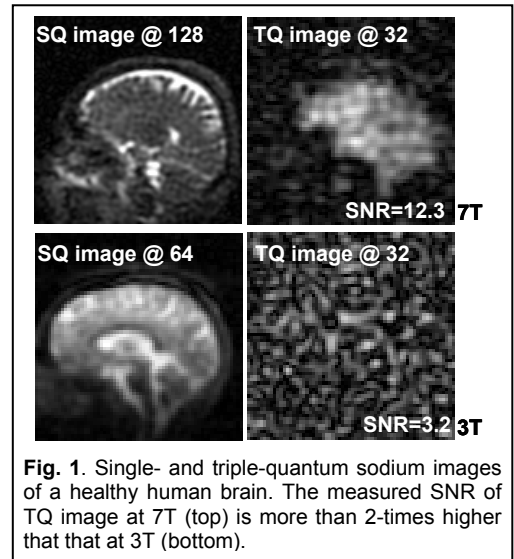 SQ image @ 128 TQ image @ 32
SNR=12.3 7T
SQ image @ 64 TQ image @ 32
SNR=3.2 3T
Fig. 1. Single- and triple-quantum sodium images
of a healthy human brain. The measured SNR of
TQ image at 7T (top) is more than 2-times higher
that that at 3T (bottom).